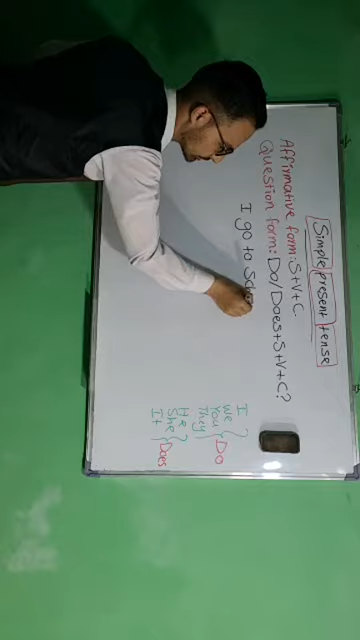 Simple present tense
Affirmative form: S+V+C.
Question form: Do/Does+S+V+C?
I go to
I
We
You
They
Do
He
She
It
Does